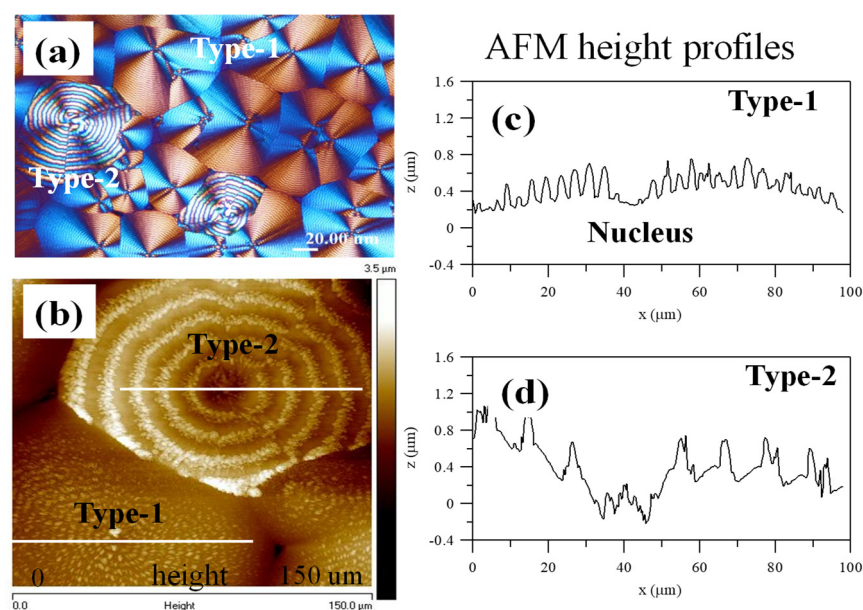 (a)
Type-1
Type-2
20.00 um
3.5 µm
(b)
Type-2
Type-1
0 height 150 um
0.0 Height 150.0 µm
AFM height profiles
(c)
Type-1
Nucleus
1.6
1.2
0.8
0.4
0
-0.4
z (µm)
0 20 40 60 80 100
x (µm)
(d)
Type-2
1.6
1.2
0.8
0.4
0
-0.4
z (µm)
0 20 40 60 80 100
x (µm)